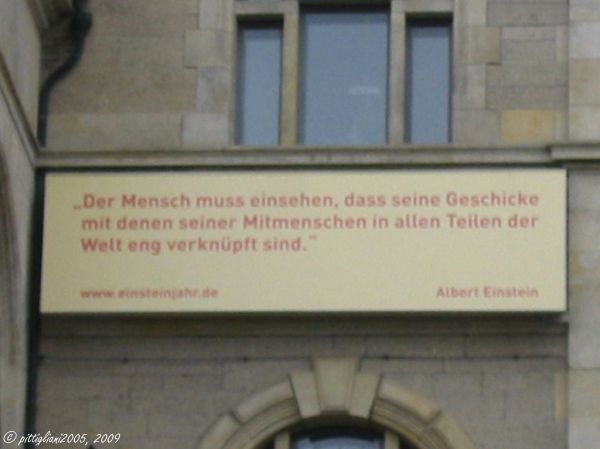 „Der Mensch muss einsehen, dass seine Geschicke
mit denen seiner Mitmenschen in allen Teilen der
Welt eng verknüpft sind."
www.einsteinjahr.de Albert Einstein
© pittigliani2005, 2009